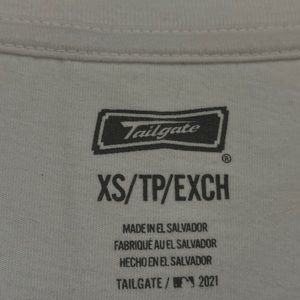 Tailgate
®
XS/TP/EXCH
MADE IN EL SALVADOR
FABRIQUÉ AU EL SALVADOR
HECHO EN EL SALVADOR
TAILGATE / 2021